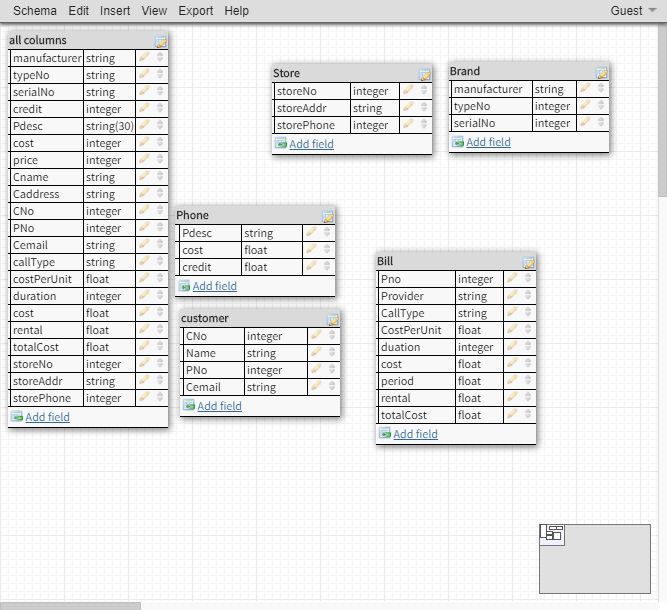 Schema Edit Insert View Export Help Guest
all columns
manufacturer string
typeNo string
serialNo string
credit integer
Pdesc string(30)
cost integer
price integer
Cname string
Caddress string
CNo integer
PNo integer
Cemail string
callType string
costPerUnit float
duration integer
cost float
rental float
totalCost float
storeNo integer
storeAddr string
storePhone integer
Add field
Store
storeNo integer
storeAddr string
storePhone integer
Add field
Brand
manufacturer string
typeNo integer
serialNo integer
Add field
Phone
Pdesc string
cost float
credit float
Add field
customer
CNo integer
Name string
PNo integer
Cemail string
Add field
Bill
Pno integer
Provider string
CallType string
CostPerUnit float
duation integer
cost float
period float
rental float
totalCost float
Add field